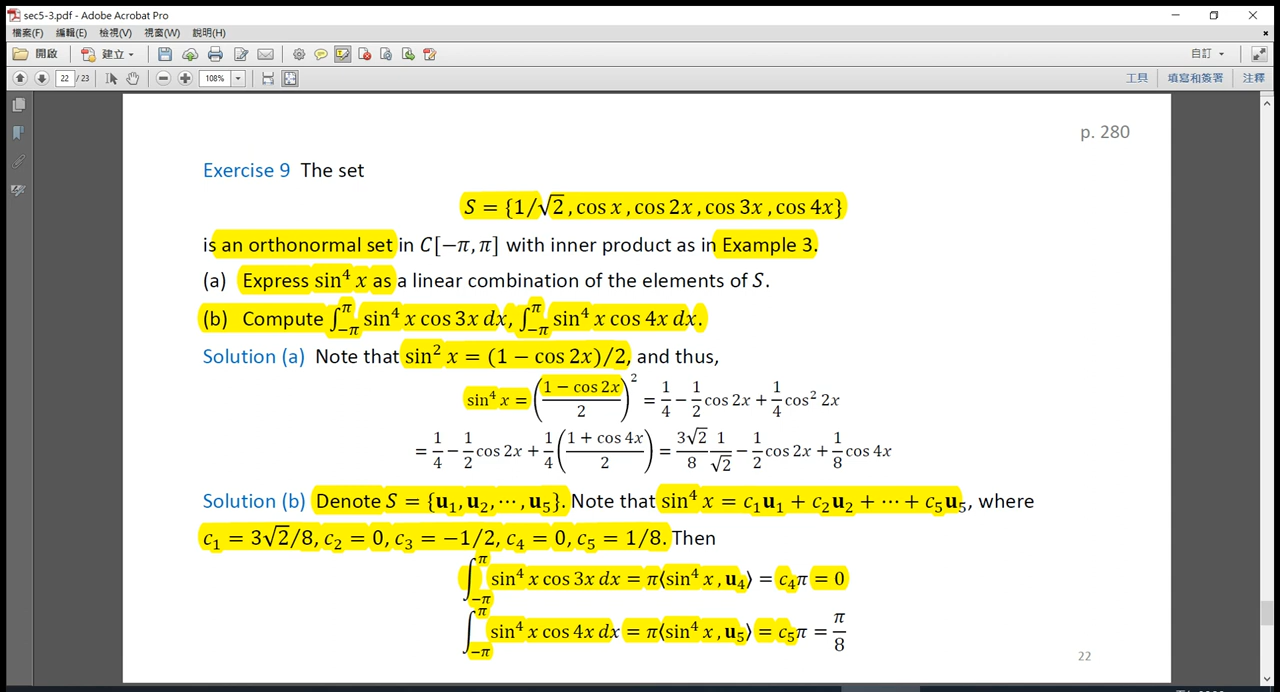 sec5-3.pdf - Adobe Acrobat Pro
檔案(F) 編輯(E) 檢視(V) 視窗(W) 說明(H)
開啟 建立 自訂
22 / 23 108% 工具 填寫和簽署 注釋
p. 280
Exercise 9 The set
S = {1/√2, cos x, cos 2x, cos 3x, cos 4x}
is an orthonormal set in C[−π, π] with inner product as in Example 3.
(a) Express sin⁴ x as a linear combination of the elements of S.
(b) Compute ∫_{−π}^{π} sin⁴ x cos 3x dx, ∫_{−π}^{π} sin⁴ x cos 4x dx.
Solution (a) Note that sin² x = (1 − cos 2x)/2, and thus,
sin⁴ x = ((1 − cos 2x)/2)² = 1/4 − 1/2 cos 2x + 1/4 cos² 2x
= 1/4 − 1/2 cos 2x + 1/4 ((1 + cos 4x)/2) = 3√2/8 1/√2 − 1/2 cos 2x + 1/8 cos 4x
Solution (b) Denote S = {u₁, u₂, ⋯, u₅}. Note that sin⁴ x = c₁u₁ + c₂u₂ + ⋯ + c₅u₅, where
c₁ = 3√2/8, c₂ = 0, c₃ = −1/2, c₄ = 0, c₅ = 1/8. Then
∫_{−π}^{π} sin⁴ x cos 3x dx = π⟨sin⁴ x, u₄⟩ = c₄π = 0
∫_{−π}^{π} sin⁴ x cos 4x dx = π⟨sin⁴ x, u₅⟩ = c₅π = π/8
22